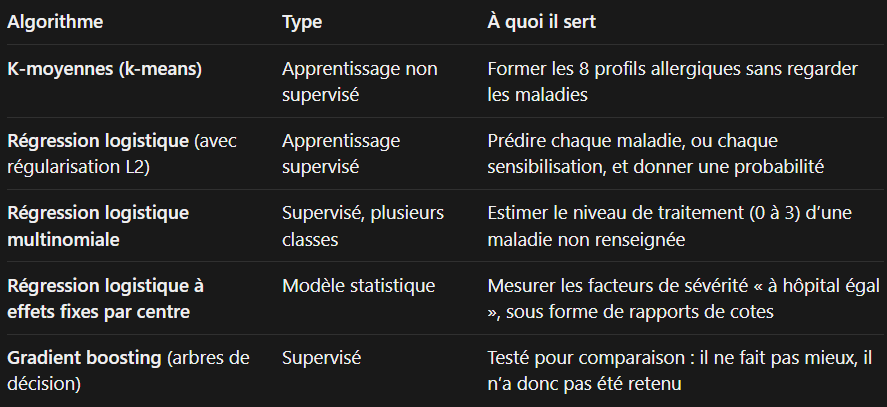 Algorithme Type À quoi il sert
K-moyennes (k-means) Apprentissage non Former les 8 profils allergiques sans regarder
supervisé les maladies
Régression logistique (avec Apprentissage Prédire chaque maladie, ou chaque
régularisation L2) supervisé sensibilisation, et donner une probabilité
Régression logistique Supervisé, plusieurs Estimer le niveau de traitement (0 à 3) d’une
multinomiale classes maladie non renseignée
Régression logistique à Modèle statistique Mesurer les facteurs de sévérité « à hôpital égal
effets fixes par centre », sous forme de rapports de cotes
Gradient boosting (arbres de Supervisé Testé pour comparaison : il ne fait pas mieux, il
décision) n’a donc pas été retenu